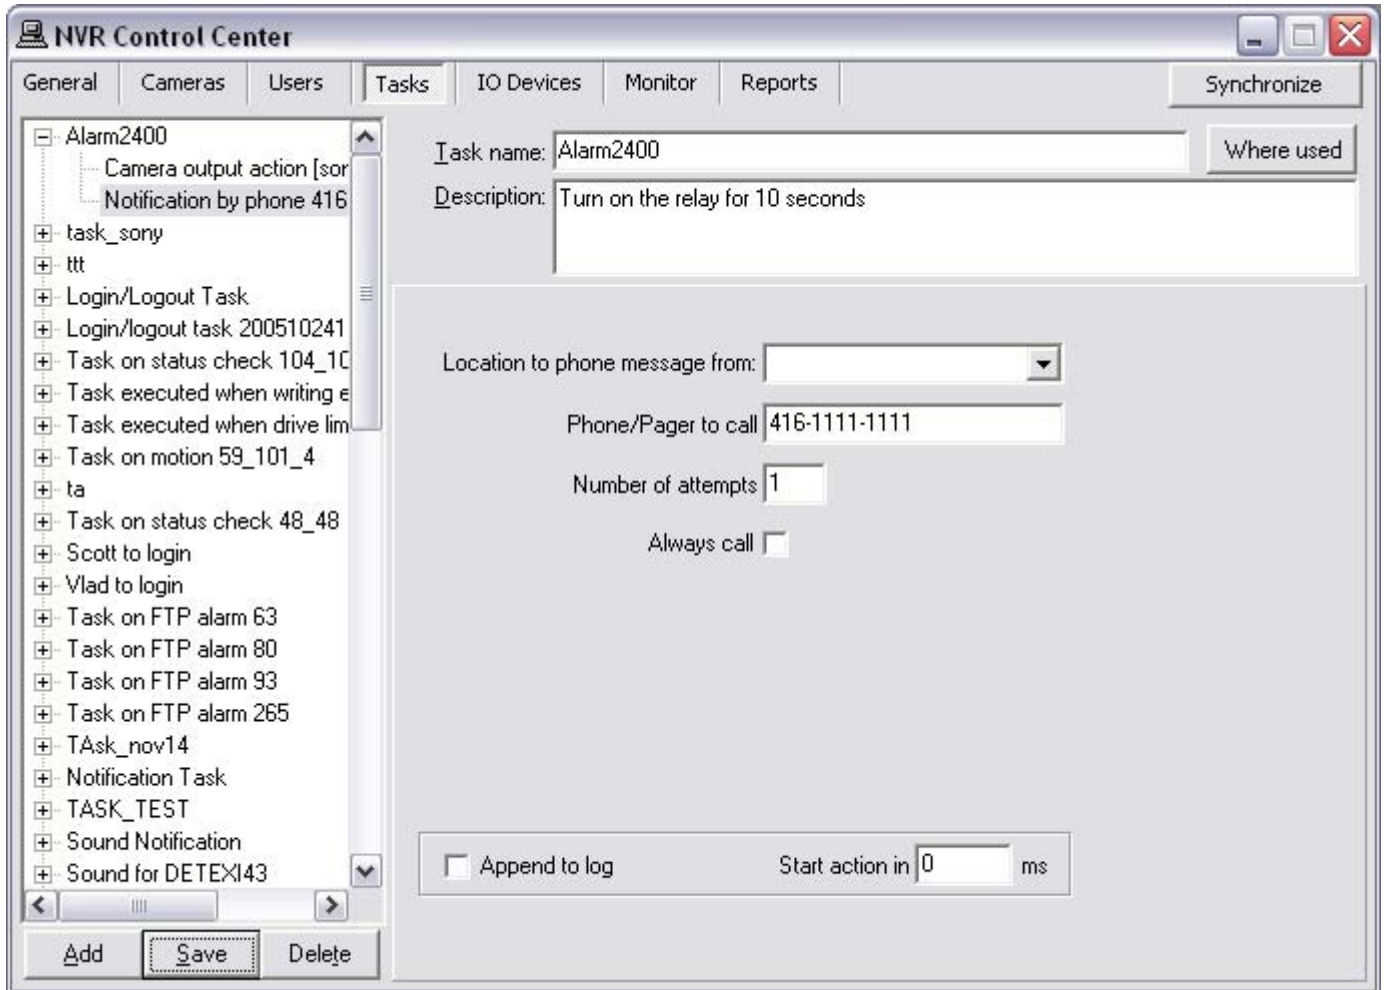 NVR Control Center
General Cameras Users Tasks IO Devices Monitor Reports Synchronize
Alarm2400
Camera output action [sor
Notification by phone 416
task_sony
ttt
Login/Logout Task
Login/logout task 200510241
Task on status check 104_10
Task executed when writing e
Task executed when drive lim
Task on motion 59_101_4
ta
Task on status check 48_48
Scott to login
Vlad to login
Task on FTP alarm 63
Task on FTP alarm 80
Task on FTP alarm 93
Task on FTP alarm 265
TAsk_nov14
Notification Task
TASK_TEST
Sound Notification
Sound for DETEXI43
Add Save Delete
Task name: Alarm2400 Where used
Description: Turn on the relay for 10 seconds
Location to phone message from:
Phone/Pager to call 416-1111-1111
Number of attempts 1
Always call
Append to log Start action in 0 ms